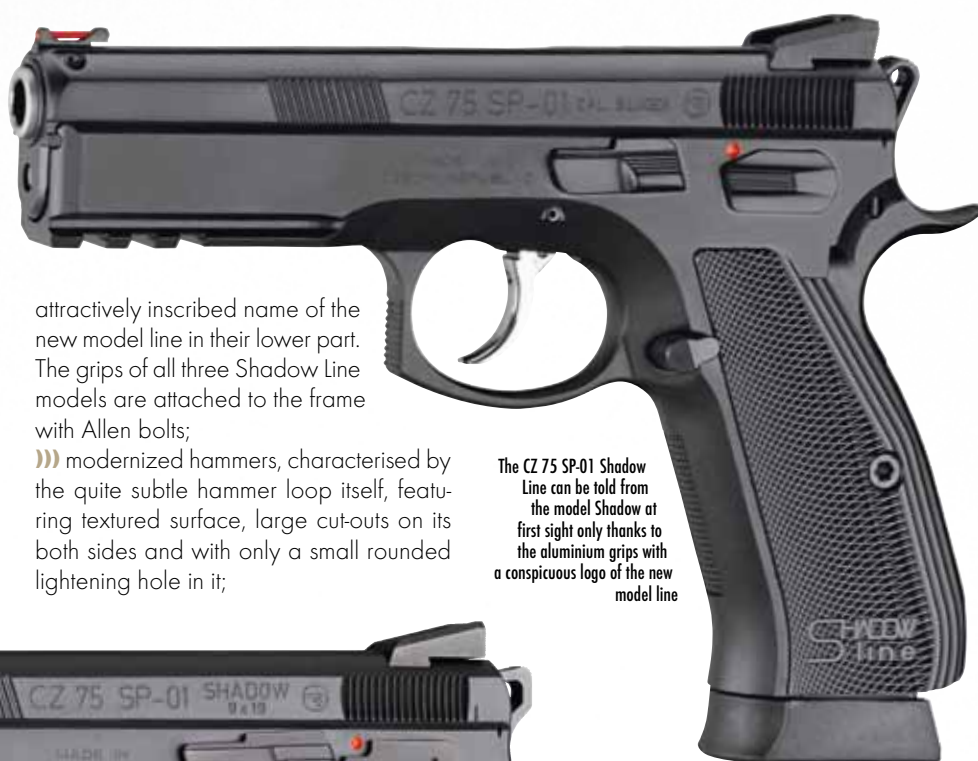 CZ 75 SP-01 CAL. 9LUGER
attractively inscribed name of the
new model line in their lower part.
The grips of all three Shadow Line
models are attached to the frame
with Allen bolts;
))) modernized hammers, characterised by
the quite subtle hammer loop itself, featu-
ring textured surface, large cut-outs on its
both sides and with only a small rounded
lightening hole in it;
The CZ 75 SP-01 Shadow
Line can be told from
the model Shadow at
first sight only thanks to
the aluminium grips with
a conspicuous logo of the new
model line
SHADOW
line
CZ 75 SP-01 SHADOW
9 x 19
MADE IN